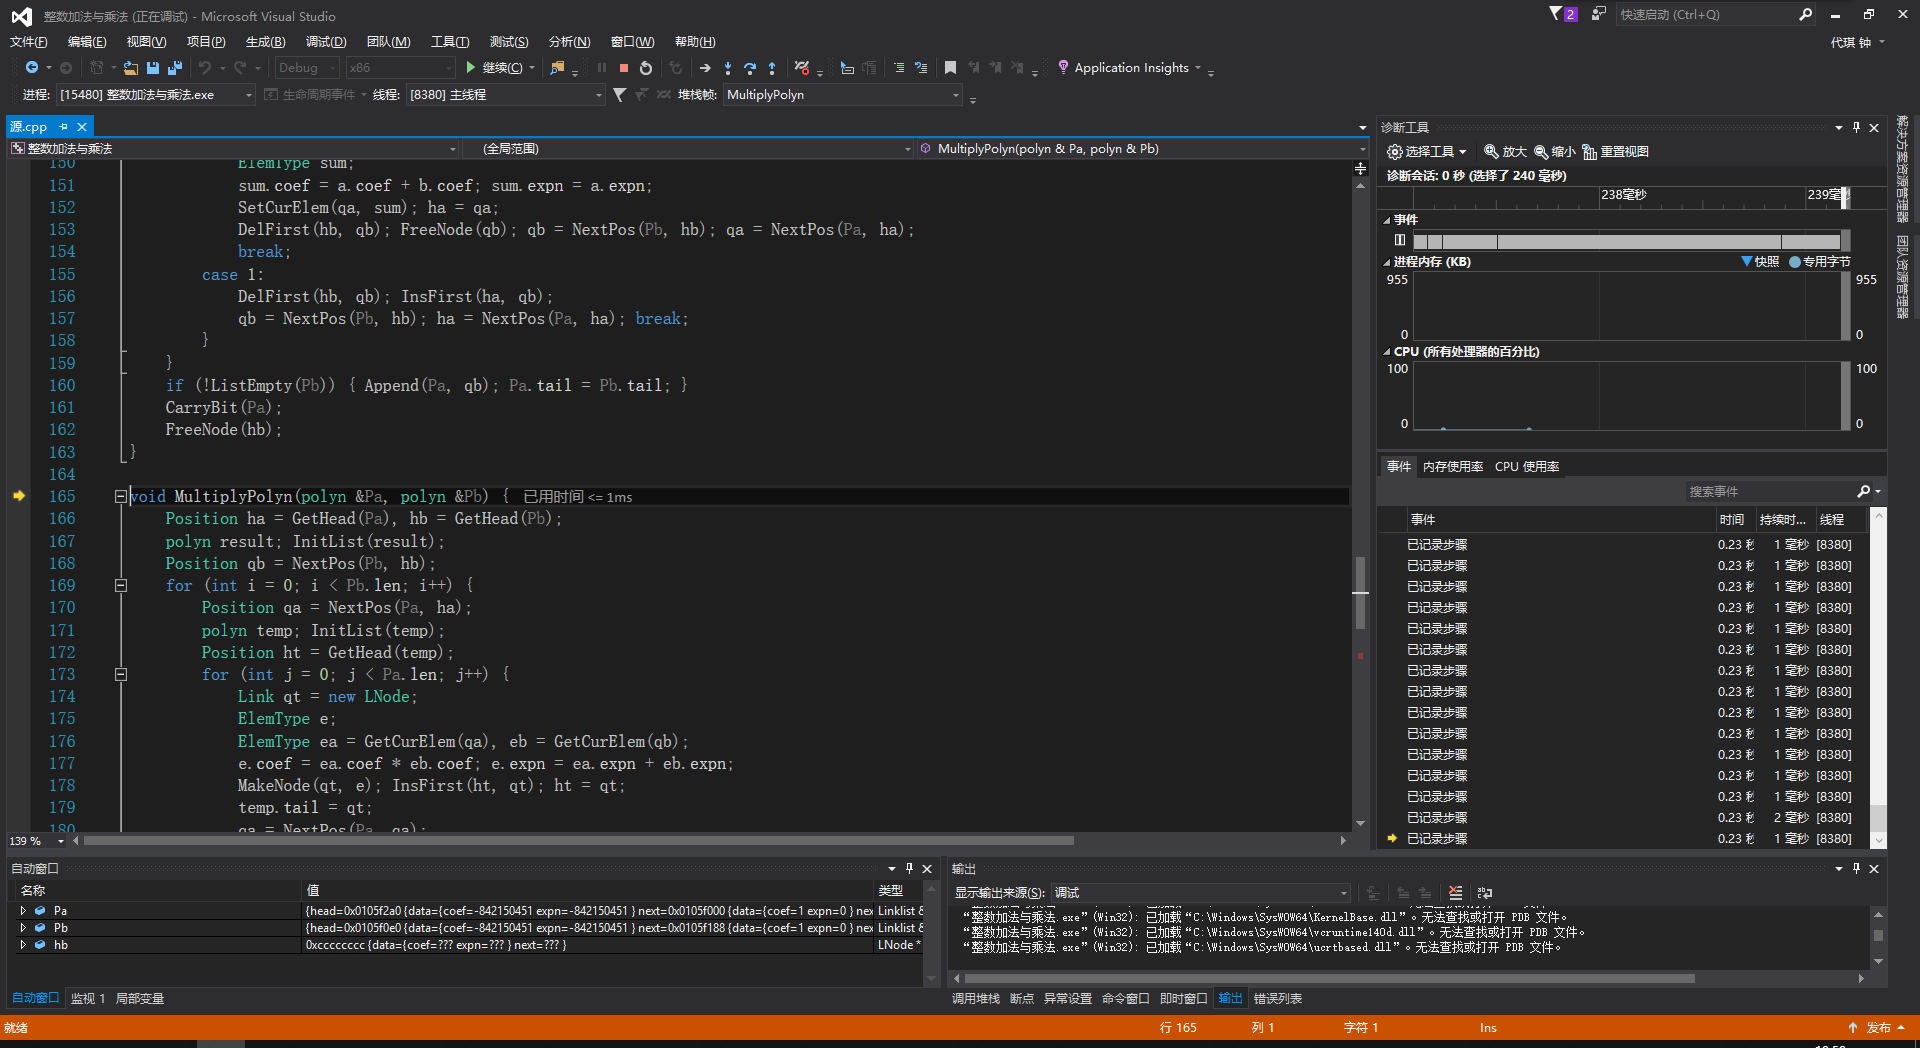 整数加法与乘法 (正在调试) - Microsoft Visual Studio
2
快速启动 (Ctrl+Q)
文件(F) 编辑(E) 视图(V) 项目(P) 生成(B) 调试(D) 团队(M) 工具(T) 测试(S) 分析(N) 窗口(W) 帮助(H)
代琪 钟
Debug x86 继续(C) Application Insights
进程: [15480] 整数加法与乘法.exe 生命周期事件 线程: [8380] 主线程 堆栈帧: MultiplyPolyn
源.cpp
整数加法与乘法 (全局范围) MultiplyPolyn(polyn & Pa, polyn & Pb)
150 ElemType sum;
151 sum.coef = a.coef + b.coef; sum.expn = a.expn;
152 SetCurElem(qa, sum); ha = qa;
153 DelFirst(hb, qb); FreeNode(qb); qb = NextPos(Pb, hb); qa = NextPos(Pa, ha);
154 break;
155 case 1:
156 DelFirst(hb, qb); InsFirst(ha, qb);
157 qb = NextPos(Pb, hb); ha = NextPos(Pa, ha); break;
158 }
159 }
160 if (!ListEmpty(Pb)) { Append(Pa, qb); Pa.tail = Pb.tail; }
161 CarryBit(Pa);
162 FreeNode(hb);
163 }
164
165 void MultiplyPolyn(polyn &Pa, polyn &Pb) { 已用时间 <= 1ms
166 Position ha = GetHead(Pa), hb = GetHead(Pb);
167 polyn result; InitList(result);
168 Position qb = NextPos(Pb, hb);
169 for (int i = 0; i < Pb.len; i++) {
170 Position qa = NextPos(Pa, ha);
171 polyn temp; InitList(temp);
172 Position ht = GetHead(temp);
173 for (int j = 0; j < Pa.len; j++) {
174 Link qt = new LNode;
175 ElemType e;
176 ElemType ea = GetCurElem(qa), eb = GetCurElem(qb);
177 e.coef = ea.coef * eb.coef; e.expn = ea.expn + eb.expn;
178 MakeNode(qt, e); InsFirst(ht, qt); ht = qt;
179 temp.tail = qt;
180 qa = NextPos(Pa, qa);
139 %
诊断工具
选择工具 放大 缩小 重置视图
诊断会话: 0 秒 (选择了 240 毫秒)
238毫秒 239毫
事件
进程内存 (KB) 快照 专用字节
955 955
0 0
CPU (所有处理器的百分比)
100 100
0 0
事件 内存使用率 CPU 使用率
搜索事件
事件 时间 持续时... 线程
已记录步骤 0.23 秒 1 毫秒 [8380]
已记录步骤 0.23 秒 1 毫秒 [8380]
已记录步骤 0.23 秒 1 毫秒 [8380]
已记录步骤 0.23 秒 1 毫秒 [8380]
已记录步骤 0.23 秒 1 毫秒 [8380]
已记录步骤 0.23 秒 1 毫秒 [8380]
已记录步骤 0.23 秒 1 毫秒 [8380]
已记录步骤 0.23 秒 1 毫秒 [8380]
已记录步骤 0.23 秒 1 毫秒 [8380]
已记录步骤 0.23 秒 1 毫秒 [8380]
已记录步骤 0.23 秒 1 毫秒 [8380]
已记录步骤 0.23 秒 1 毫秒 [8380]
已记录步骤 0.23 秒 1 毫秒 [8380]
已记录步骤 0.23 秒 2 毫秒 [8380]
已记录步骤 0.23 秒 1 毫秒 [8380]
解决方案资源管理器
团队资源管理器
自动窗口
名称 值 类型
Pa {head=0x0105f2a0 {data={coef=-842150451 expn=-842150451 } next=0x0105f000 {data={coef=1 expn=0 } nex Linklist &
Pb {head=0x0105f0e0 {data={coef=-842150451 expn=-842150451 } next=0x0105f188 {data={coef=1 expn=0 } nex Linklist &
hb 0xcccccccc {data={coef=??? expn=??? } next=??? } LNode *
自动窗口 监视 1 局部变量
输出
显示输出来源(S): 调试
“整数加法与乘法.exe”(Win32): 已加载“C:\Windows\SysWOW64\KernelBase.dll”。无法查找或打开 PDB 文件。
“整数加法与乘法.exe”(Win32): 已加载“C:\Windows\SysWOW64\vcruntime140d.dll”。无法查找或打开 PDB 文件。
“整数加法与乘法.exe”(Win32): 已加载“C:\Windows\SysWOW64\ucrtbased.dll”。无法查找或打开 PDB 文件。
调用堆栈 断点 异常设置 命令窗口 即时窗口 输出 错误列表
就绪 行 165 列 1 字符 1 Ins 发布